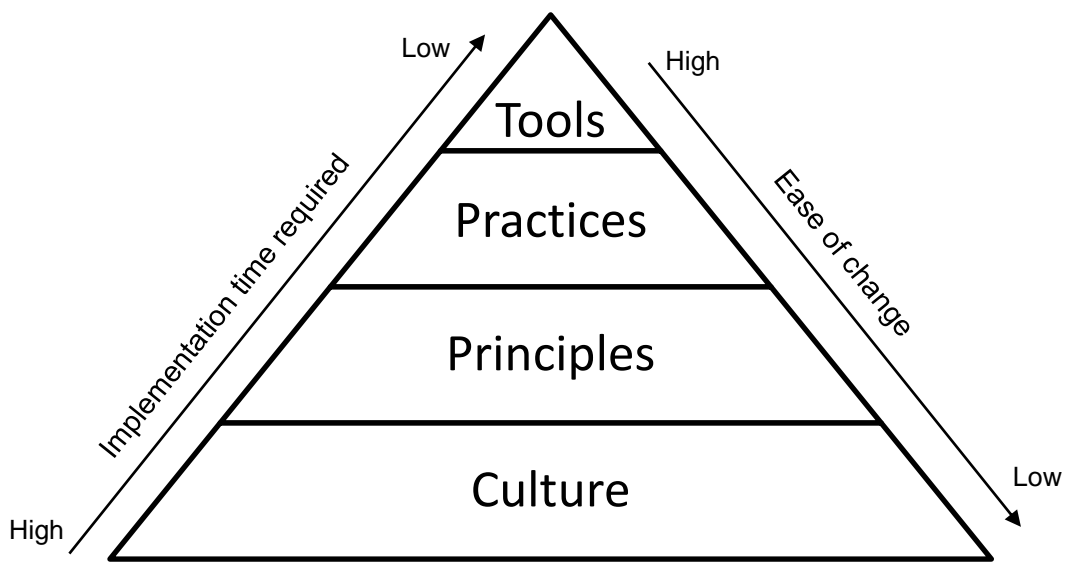 Low
High
Tools
Practices
Implementation time required
Ease of change
Principles
Culture
Low
High